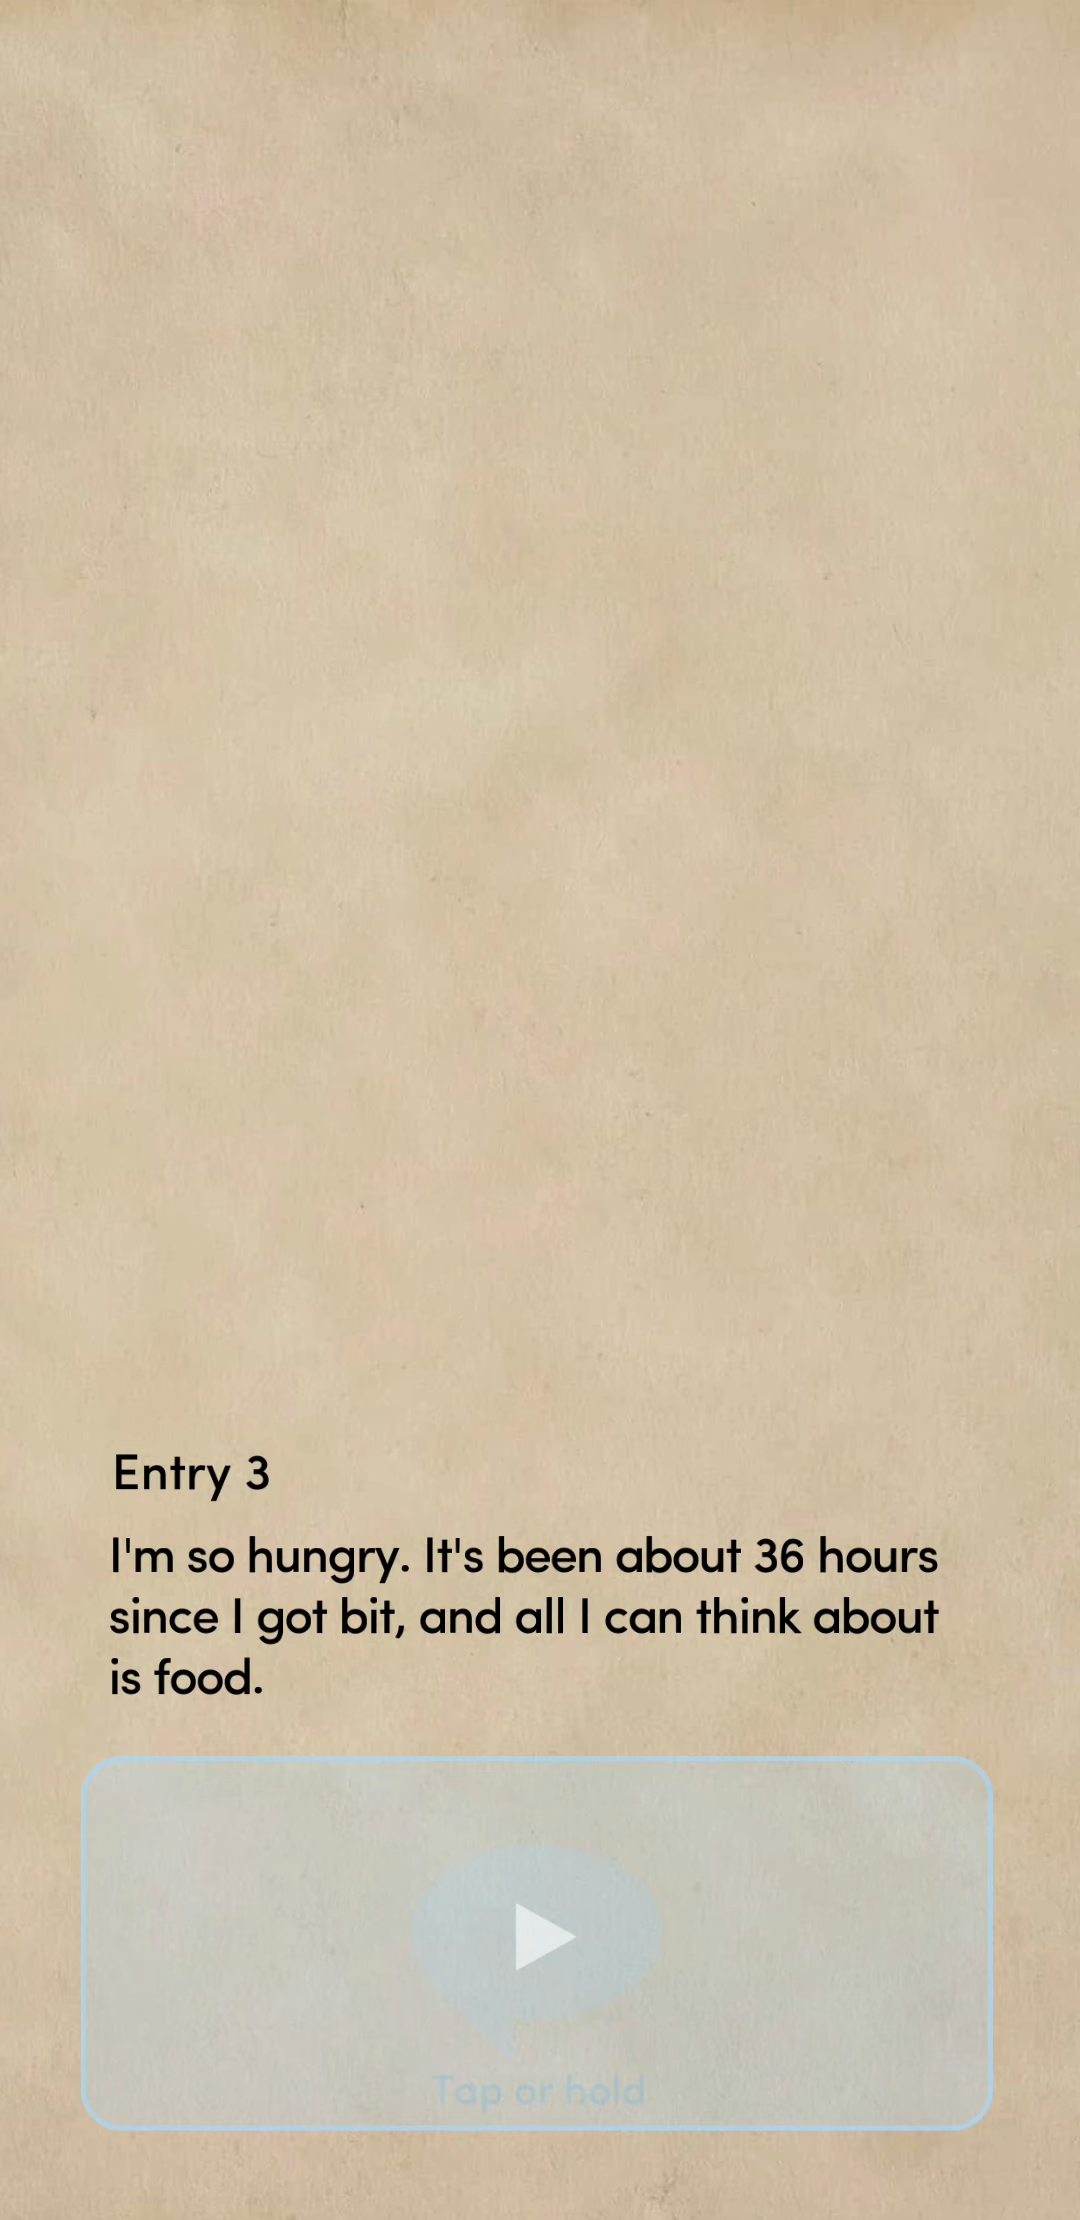 Entry 3
I'm so hungry. It's been about 36 hours
since I got bit, and all I can think about
is food.
Tap or hold